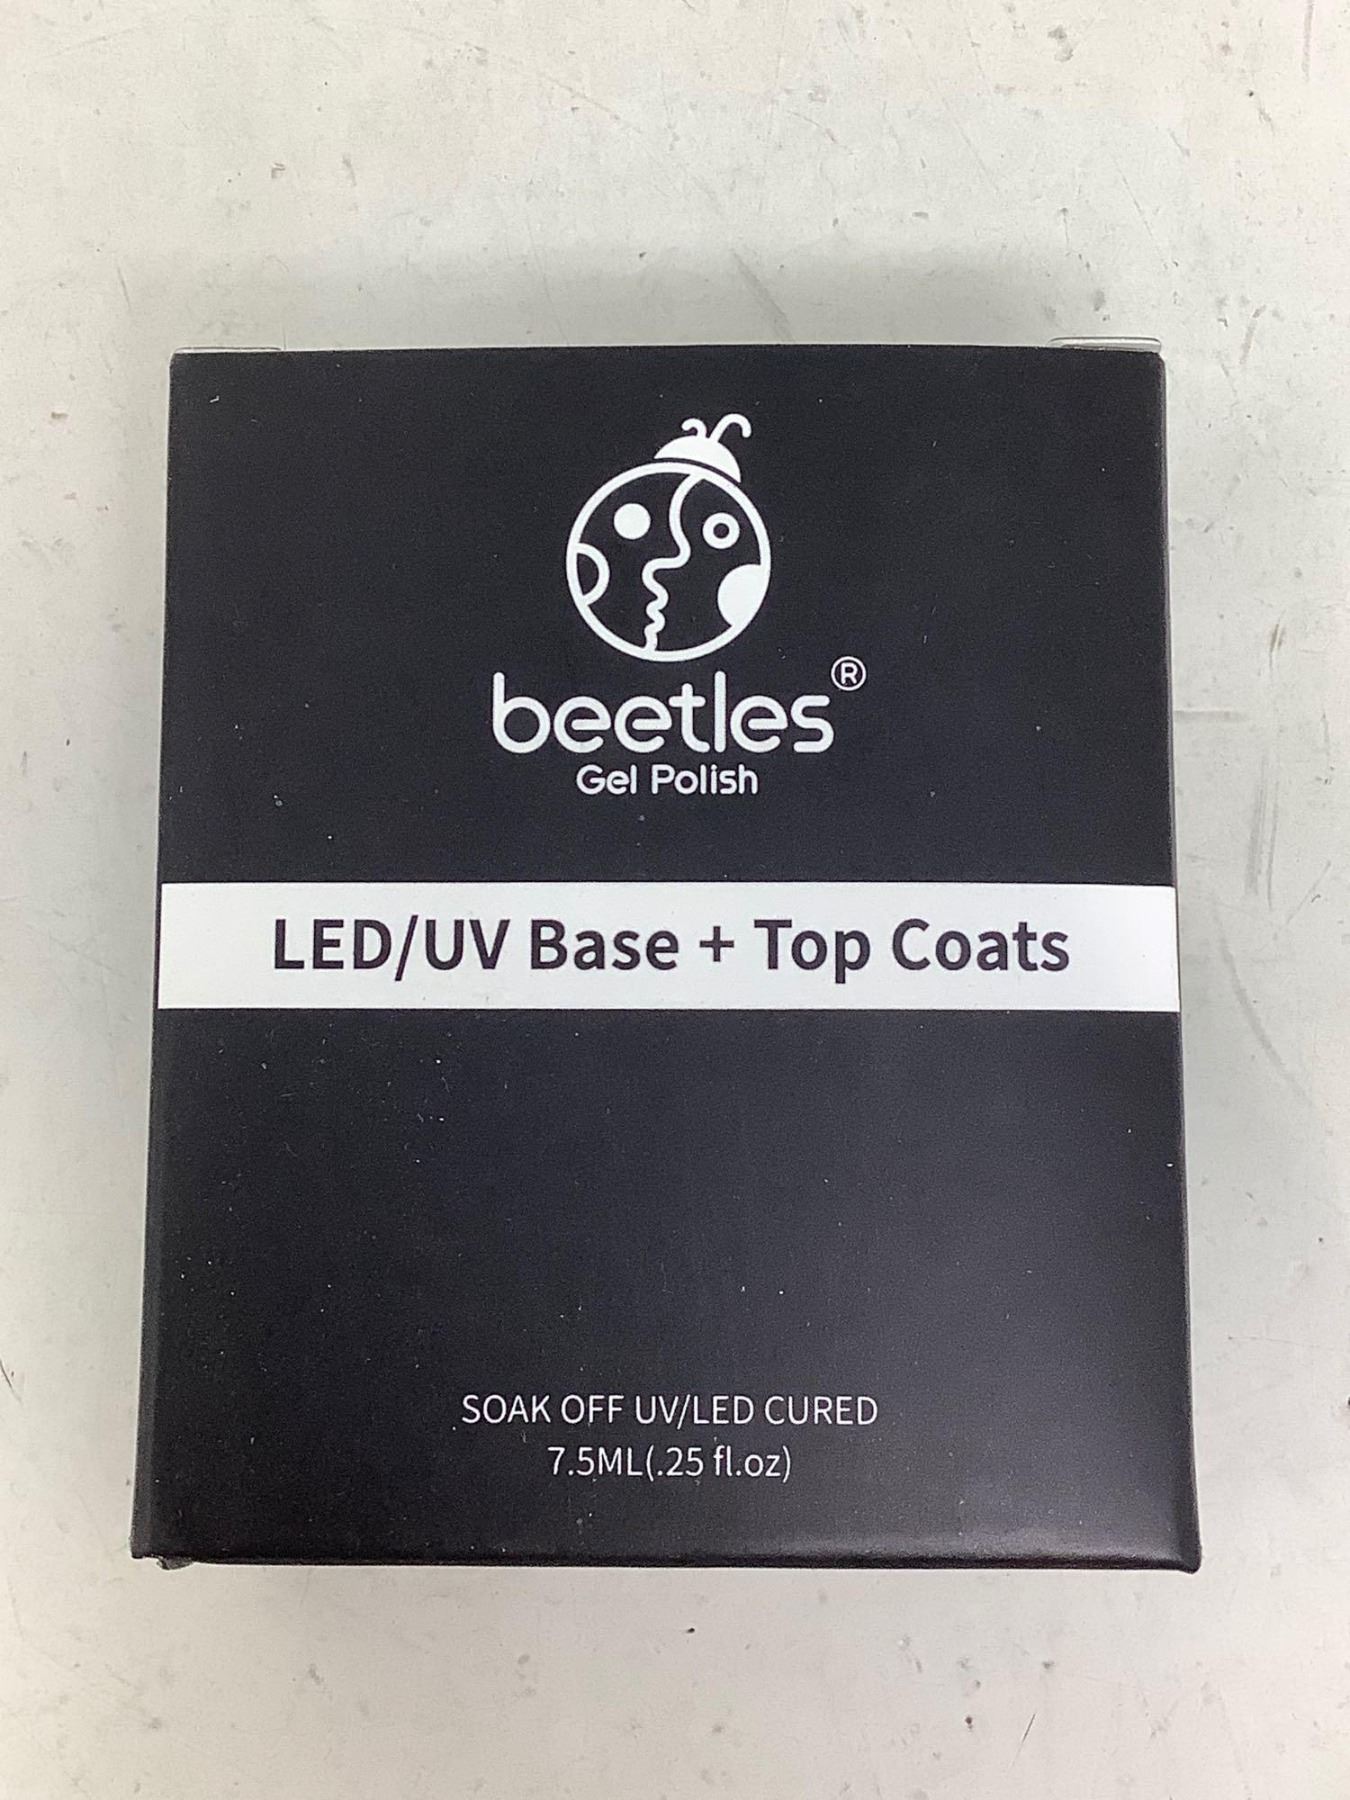 beetles®
Gel Polish
LED/UV Base + Top Coats
SOAK OFF UV/LED CURED
7.5ML(.25 fl.oz)